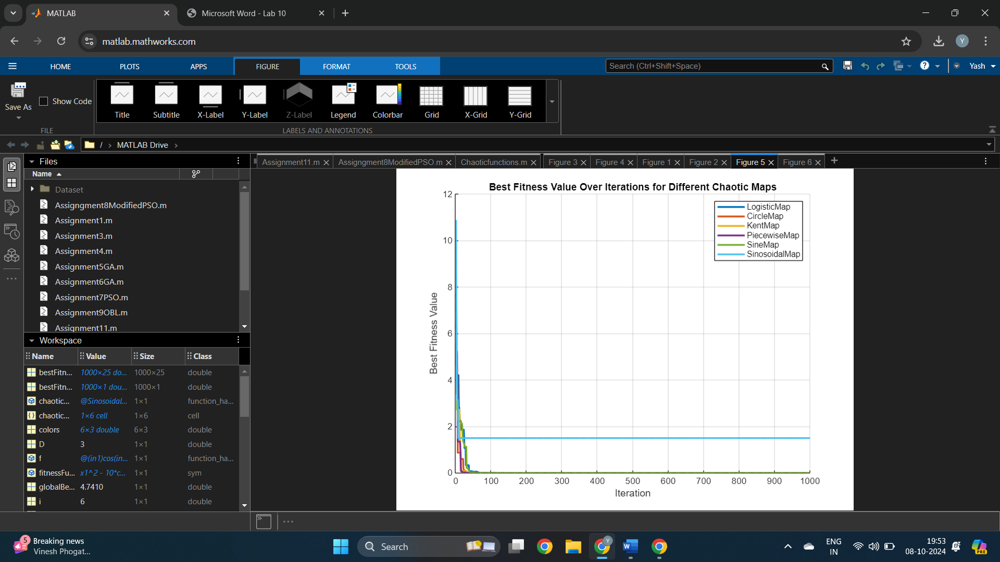 MATLAB
Microsoft Word - Lab 10
matlab.mathworks.com
Y
HOME
PLOTS
APPS
FIGURE
FORMAT
TOOLS
Search (Ctrl+Shift+Space)
Yash
Save As
Show Code
Title
Subtitle
X-Label
Y-Label
Z-Label
Legend
Colorbar
Grid
X-Grid
Y-Grid
FILE
LABELS AND ANNOTATIONS
/ › MATLAB Drive ›
Files
Name
Dataset
Assigngment8ModifiedPSO.m
Assignment1.m
Assignment3.m
Assignment4.m
Assignment5GA.m
Assignment6GA.m
Assignment7PSO.m
Assignment9OBL.m
Assignment11.m
Workspace
Name Value Size Class
bestFitn... 1000×25 do... 1000×25 double
bestFitn... 1000×1 dou... 1000×1 double
chaotic... @Sinosoidal... 1×1 function_ha...
chaotic... 1×6 cell 1×6 cell
colors 6×3 double 6×3 double
D 3 1×1 double
f @(in1)cos(in... 1×1 function_ha...
fitnessFu... x1^2 - 10*c... 1×1 sym
globalBe... 4.7410 1×1 double
i 6 1×1 double
Assignment11.m
Assigngment8ModifiedPSO.m
Chaoticfunctions.m
Figure 3
Figure 4
Figure 1
Figure 2
Figure 5
Figure 6
Best Fitness Value Over Iterations for Different Chaotic Maps
LogisticMap
CircleMap
KentMap
PiecewiseMap
SineMap
SinosoidalMap
Best Fitness Value
12
10
8
6
4
2
0
0 100 200 300 400 500 600 700 800 900 1000
Iteration
5
Breaking news
Vinesh Phogat...
Search
Y
W
ENG
IN
19:53
08-10-2024
PRE